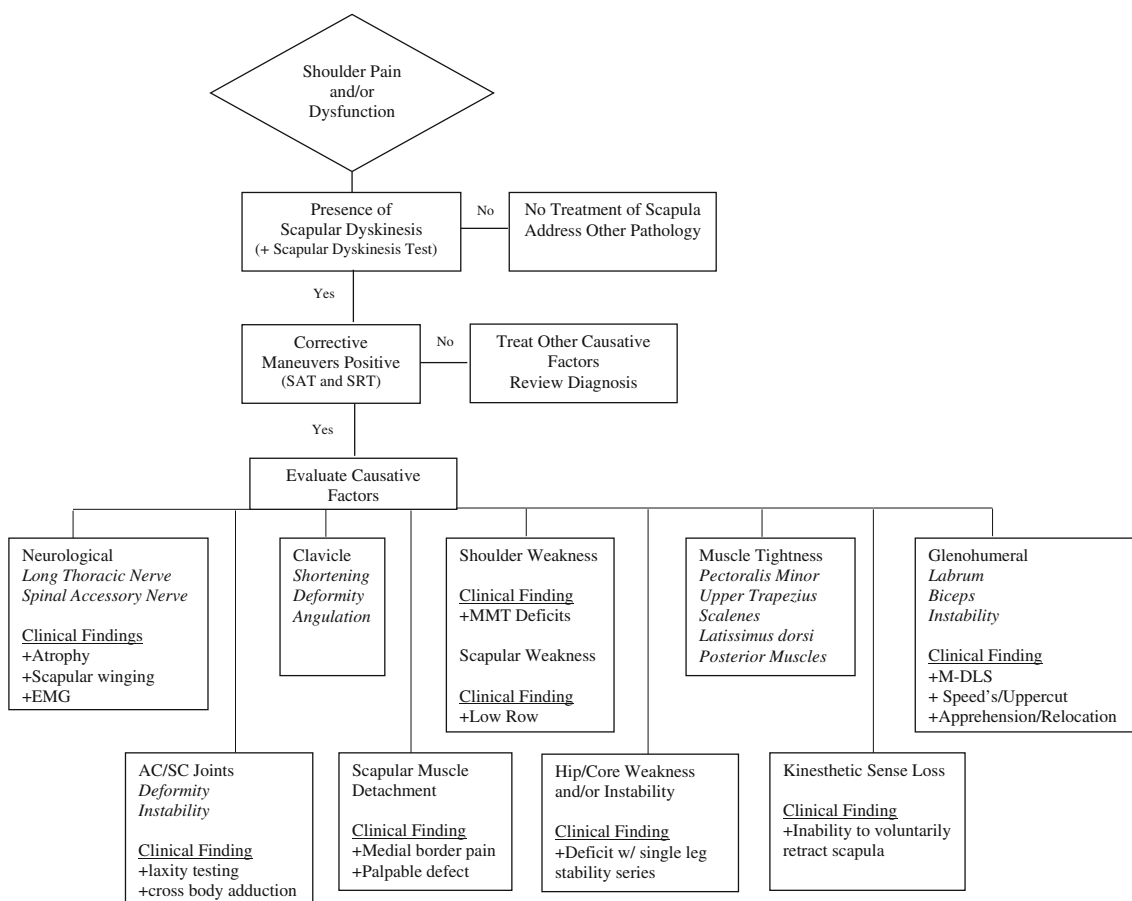 Shoulder Pain
and/or
Dysfunction
Presence of
Scapular Dyskinesis
(+ Scapular Dyskinesis Test)
No
No Treatment of Scapula
Address Other Pathology
Yes
Corrective
Maneuvers Positive
(SAT and SRT)
No
Treat Other Causative
Factors
Review Diagnosis
Yes
Evaluate Causative
Factors
Neurological
Long Thoracic Nerve
Spinal Accessory Nerve
Clinical Findings
+Atrophy
+Scapular winging
+EMG
Clavicle
Shortening
Deformity
Angulation
Shoulder Weakness
Clinical Finding
+MMT Deficits
Scapular Weakness
Clinical Finding
+Low Row
Muscle Tightness
Pectoralis Minor
Upper Trapezius
Scalenes
Latissimus dorsi
Posterior Muscles
Glenohumeral
Labrum
Biceps
Instability
Clinical Finding
+M-DLS
+ Speed's/Uppercut
+Apprehension/Relocation
AC/SC Joints
Deformity
Instability
Clinical Finding
+laxity testing
+cross body adduction
Scapular Muscle
Detachment
Clinical Finding
+Medial border pain
+Palpable defect
Hip/Core Weakness
and/or Instability
Clinical Finding
+Deficit w/ single leg
stability series
Kinesthetic Sense Loss
Clinical Finding
+Inability to voluntarily
retract scapula